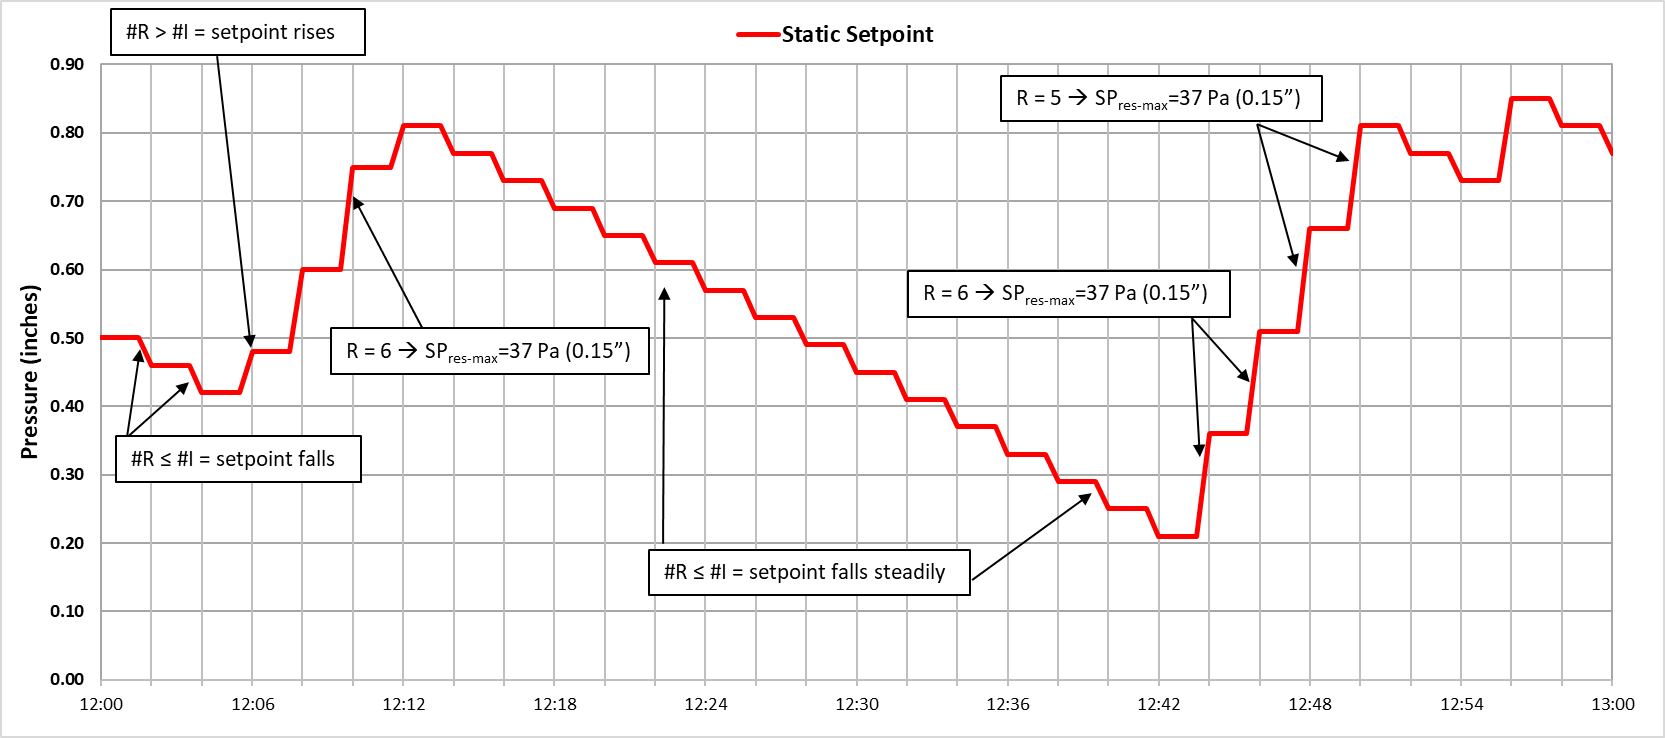 #R > #I = setpoint rises
Static Setpoint
R = 5 → SPres-max=37 Pa (0.15”)
R = 6 → SPres-max=37 Pa (0.15”)
R = 6 → SPres-max=37 Pa (0.15”)
#R ≤ #I = setpoint falls
#R ≤ #I = setpoint falls steadily
Pressure (inches)
0.90
0.80
0.70
0.60
0.50
0.40
0.30
0.20
0.10
0.00
12:00 12:06 12:12 12:18 12:24 12:30 12:36 12:42 12:48 12:54 13:00